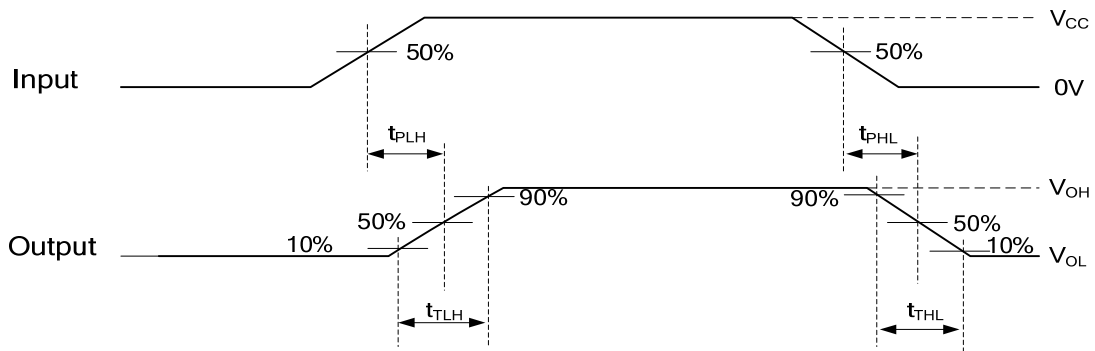 V_CC
50%
50%
Input
0V
t_PLH
t_PHL
V_OH
90%
90%
50%
50%
Output
10%
10%
V_OL
t_TLH
t_THL